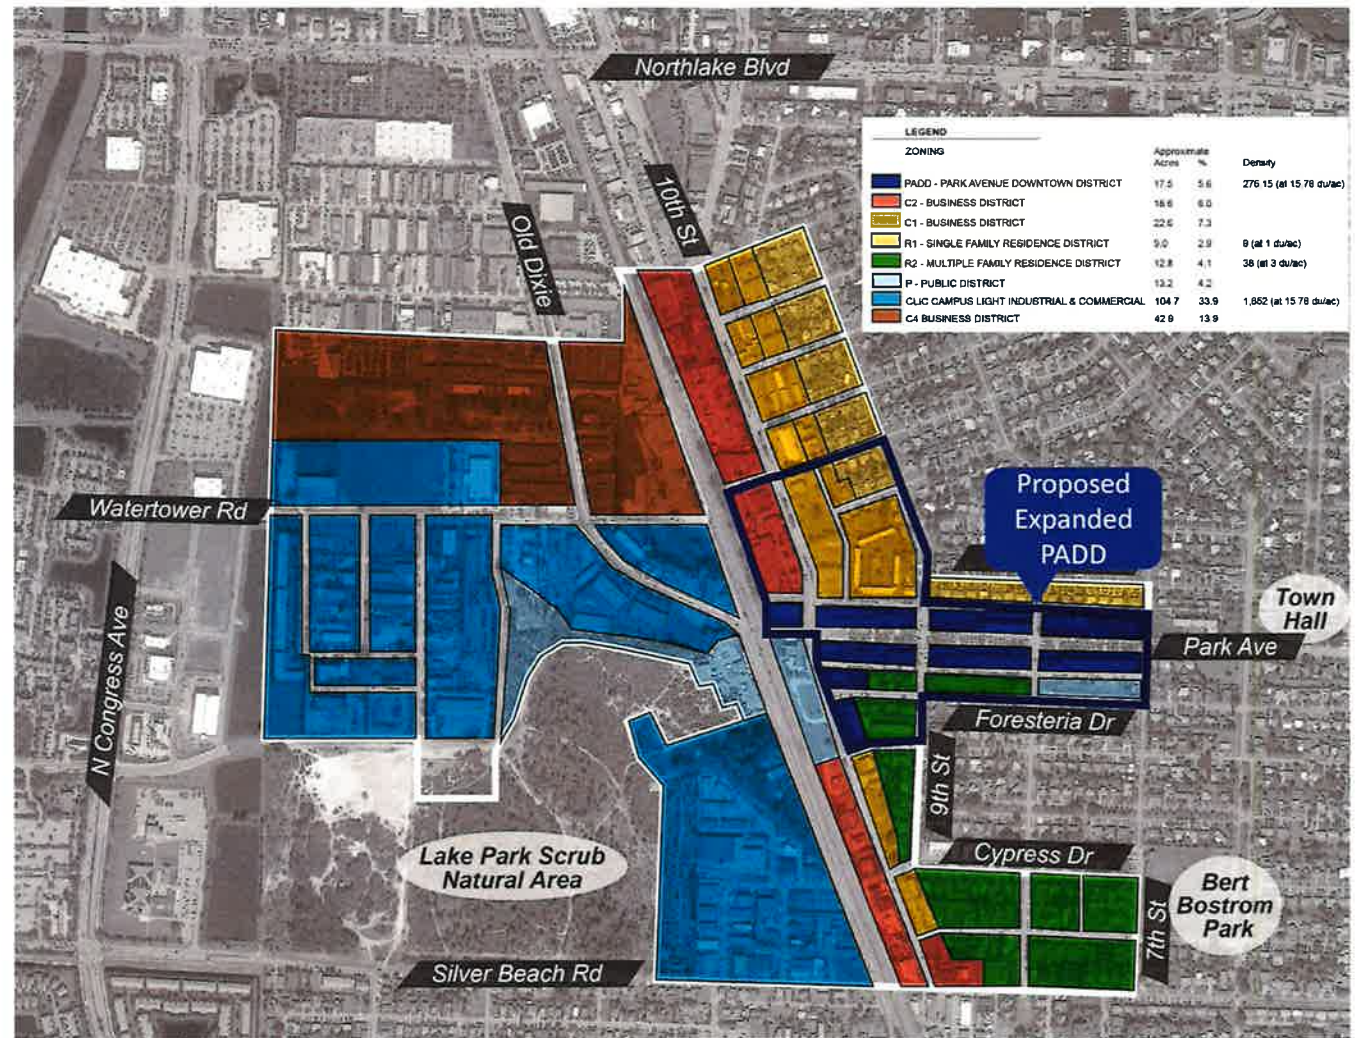 Northlake Blvd
LEGEND
ZONING
Approximate
Acres % Density
PADD - PARK AVENUE DOWNTOWN DISTRICT 17.5 5.6 276.15 (at 15.78 du/ac)
C2 - BUSINESS DISTRICT 18.6 6.0
C1 - BUSINESS DISTRICT 22.6 7.3
R1 - SINGLE FAMILY RESIDENCE DISTRICT 9.0 2.9 9 (at 1 du/ac)
R2 - MULTIPLE FAMILY RESIDENCE DISTRICT 12.8 4.1 38 (at 3 du/ac)
P - PUBLIC DISTRICT 13.2 4.2
CLIC CAMPUS LIGHT INDUSTRIAL & COMMERCIAL 104.7 33.9 1,652 (at 15.78 du/ac)
C4 BUSINESS DISTRICT 42.9 13.9
10th St
Old Dixie
Watertower Rd
Proposed
Expanded
PADD
Town
Hall
Park Ave
N Congress Ave
Foresteria Dr
9th St
Lake Park Scrub
Natural Area
Cypress Dr
Bert
Bostrom
Park
7th St
Silver Beach Rd